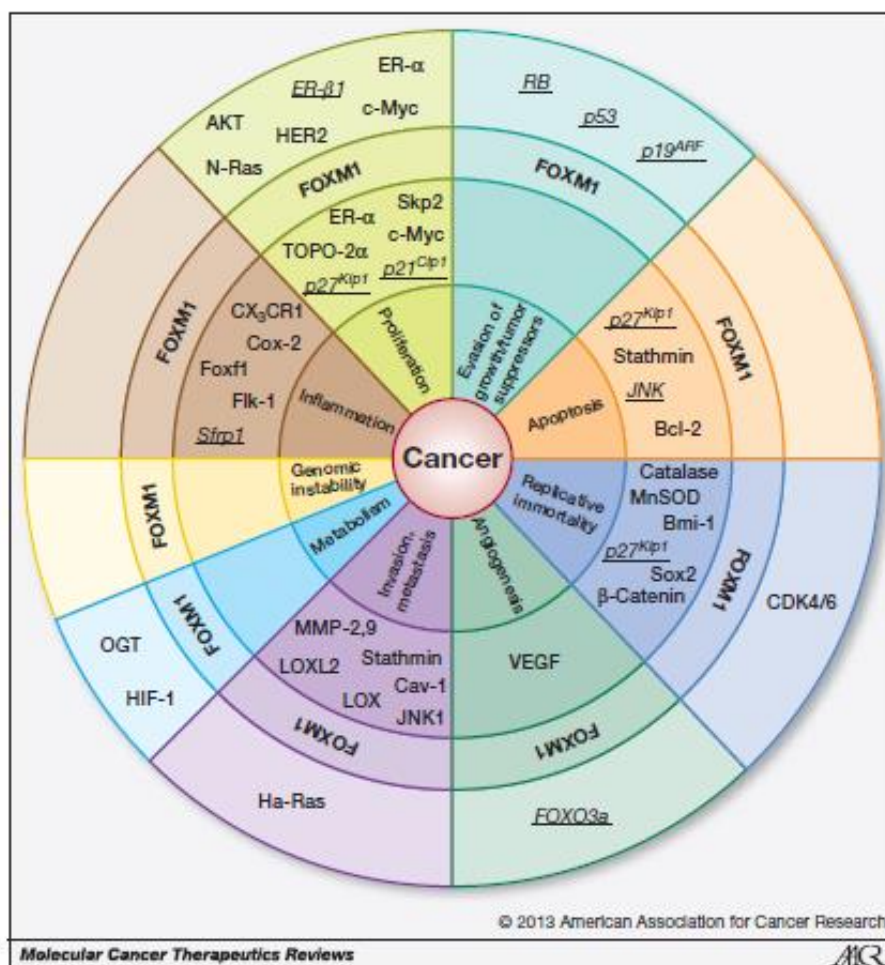 ER-α
ER-β1
c-Myc
AKT
HER2
N-Ras
FOXM1
ER-α
Skp2
c-Myc
TOPO-2α
p27Kip1
p21Cip1
Proliferation
RB
p53
p19ARF
FOXM1
Evasion of
growth/tumor
suppressors
FOXM1
p27Kip1
Stathmin
JNK
Bcl-2
Apoptosis
CDK4/6
FOXM1
Catalase
MnSOD
Bmi-1
p27Kip1
Sox2
β-Catenin
Replicative
immortality
Angiogenesis
VEGF
FOXM1
FOXO3a
Invasion,
metastasis
MMP-2,9
Stathmin
LOXL2
Cav-1
LOX
JNK1
FOXM1
Ha-Ras
Metabolism
FOXM1
OGT
HIF-1
Genomic
instability
FOXM1
Inflammation
CX3CR1
Cox-2
Foxf1
Flk-1
Sfrp1
FOXM1
Cancer
© 2013 American Association for Cancer Research
Molecular Cancer Therapeutics Reviews